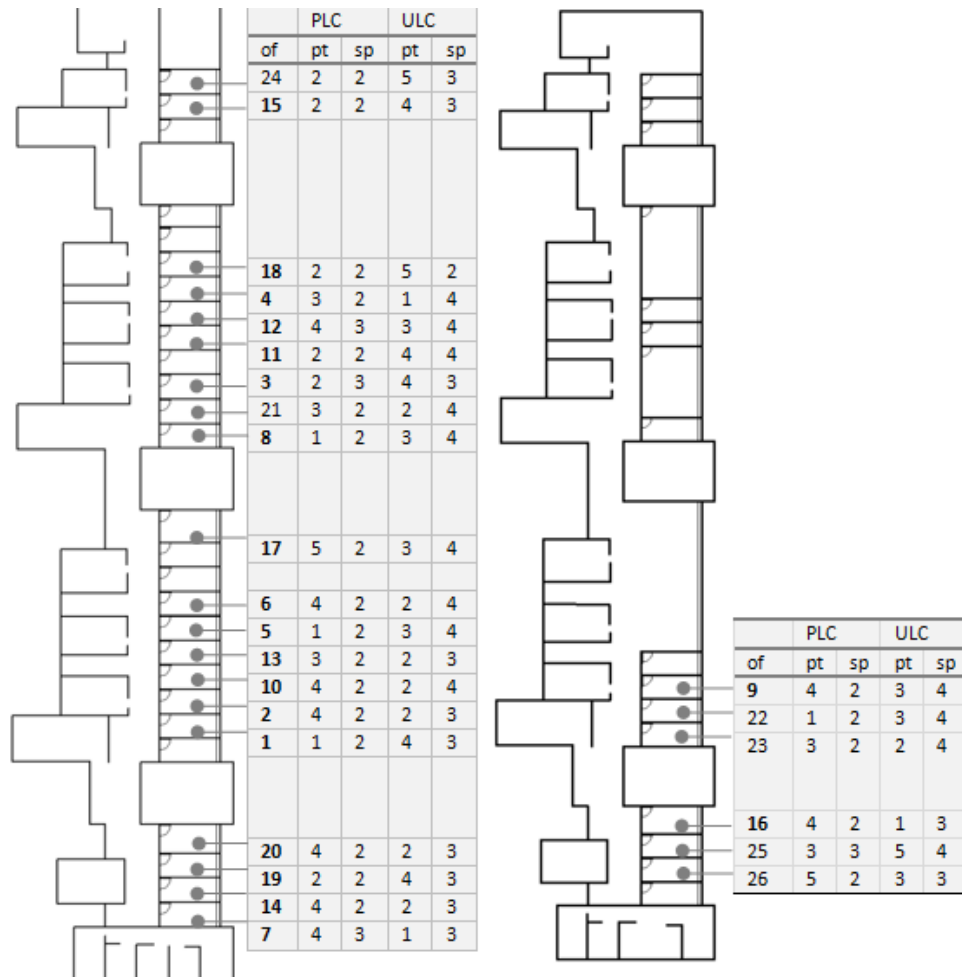 PLC ULC
of pt sp pt sp
24 2 2 5 3
15 2 2 4 3
18 2 2 5 2
4 3 2 1 4
12 4 3 3 4
11 2 2 4 4
3 2 3 4 3
21 3 2 2 4
8 1 2 3 4
17 5 2 3 4
6 4 2 2 4
5 1 2 3 4
13 3 2 2 3
10 4 2 2 4
2 4 2 2 3
1 1 2 4 3
20 4 2 2 3
19 2 2 4 3
14 4 2 2 3
7 4 3 1 3
PLC ULC
of pt sp pt sp
9 4 2 3 4
22 1 2 3 4
23 3 2 2 4
16 4 2 1 3
25 3 3 5 4
26 5 2 3 3